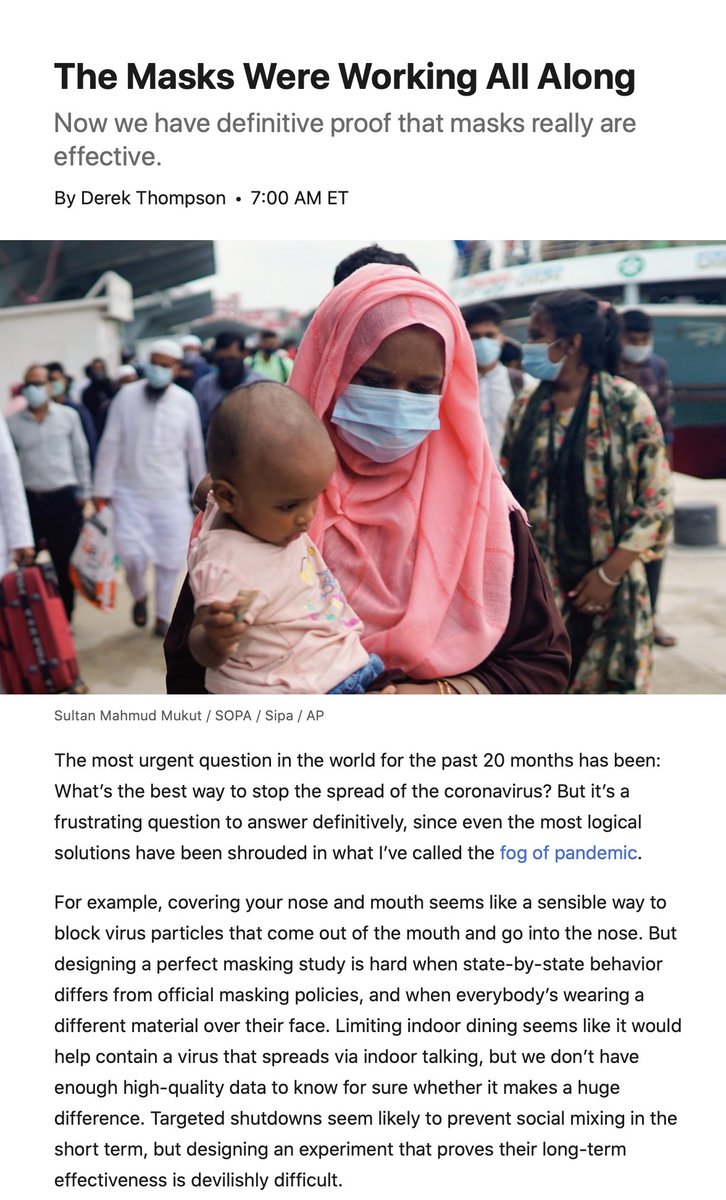 The Masks Were Working All Along
Now we have definitive proof that masks really are
effective.
By Derek Thompson • 7:00 AM ET
Sultan Mahmud Mukut / SOPA / Sipa / AP
The most urgent question in the world for the past 20 months has been:
What’s the best way to stop the spread of the coronavirus? But it’s a
frustrating question to answer definitively, since even the most logical
solutions have been shrouded in what I’ve called the fog of pandemic.
For example, covering your nose and mouth seems like a sensible way to
block virus particles that come out of the mouth and go into the nose. But
designing a perfect masking study is hard when state-by-state behavior
differs from official masking policies, and when everybody’s wearing a
different material over their face. Limiting indoor dining seems like it would
help contain a virus that spreads via indoor talking, but we don’t have
enough high-quality data to know for sure whether it makes a huge
difference. Targeted shutdowns seem likely to prevent social mixing in the
short term, but designing an experiment that proves their long-term
effectiveness is devilishly difficult.